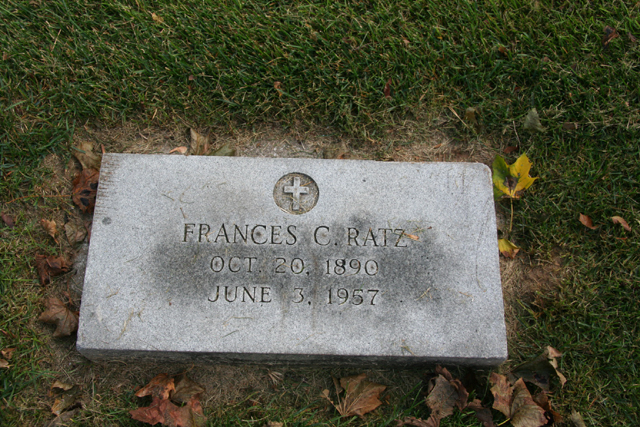 FRANCES C. RATZ
OCT. 20, 1890
JUNE 3, 1957